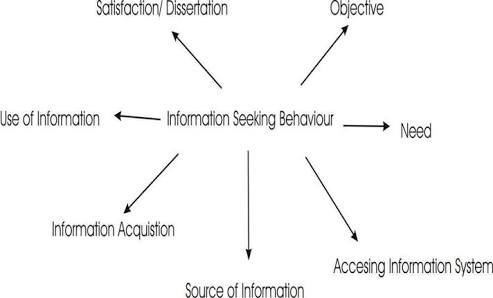 Satisfaction/ Dissertation
Objective
Use of Information
Information Seeking Behaviour
Need
Information Acquistion
Accesing Information System
Source of Information